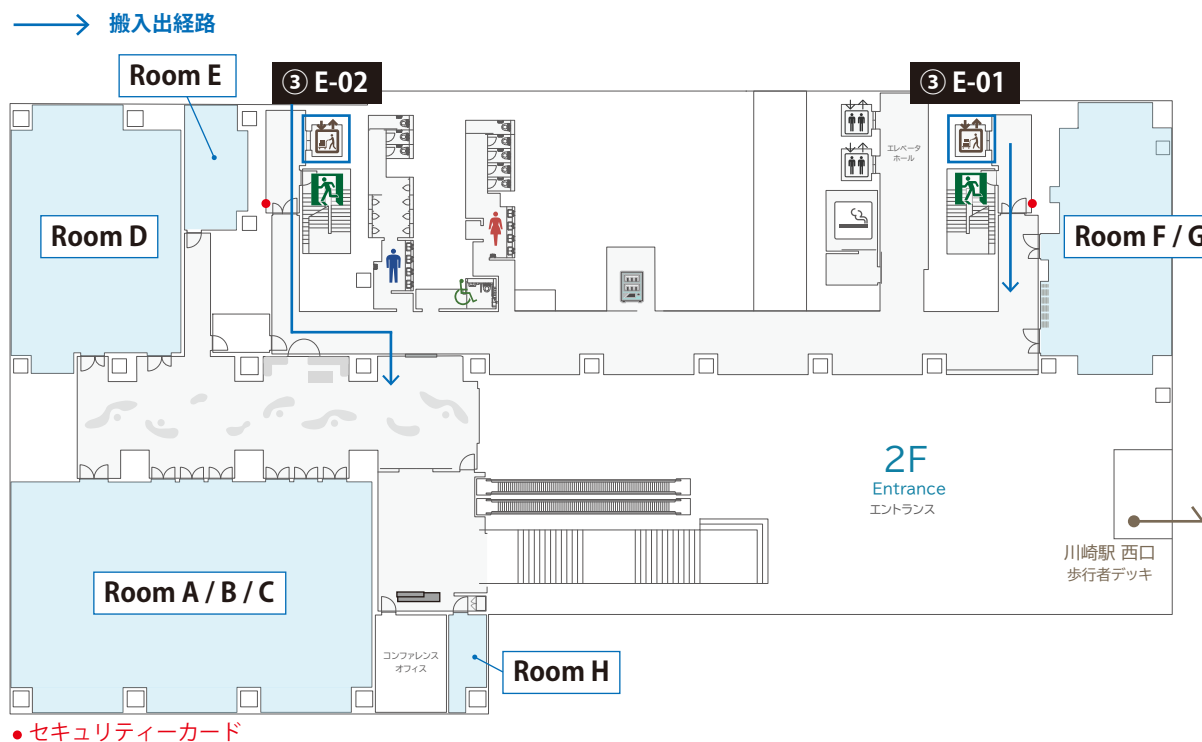 搬入出経路
Room E
③ E-02
③ E-01
エレベータ
ホール
Room D
Room F / G
2F
Entrance
エントランス
川崎駅 西口
歩行者デッキ
Room A / B / C
コンファレンス
オフィス
Room H
セキュリティーカード